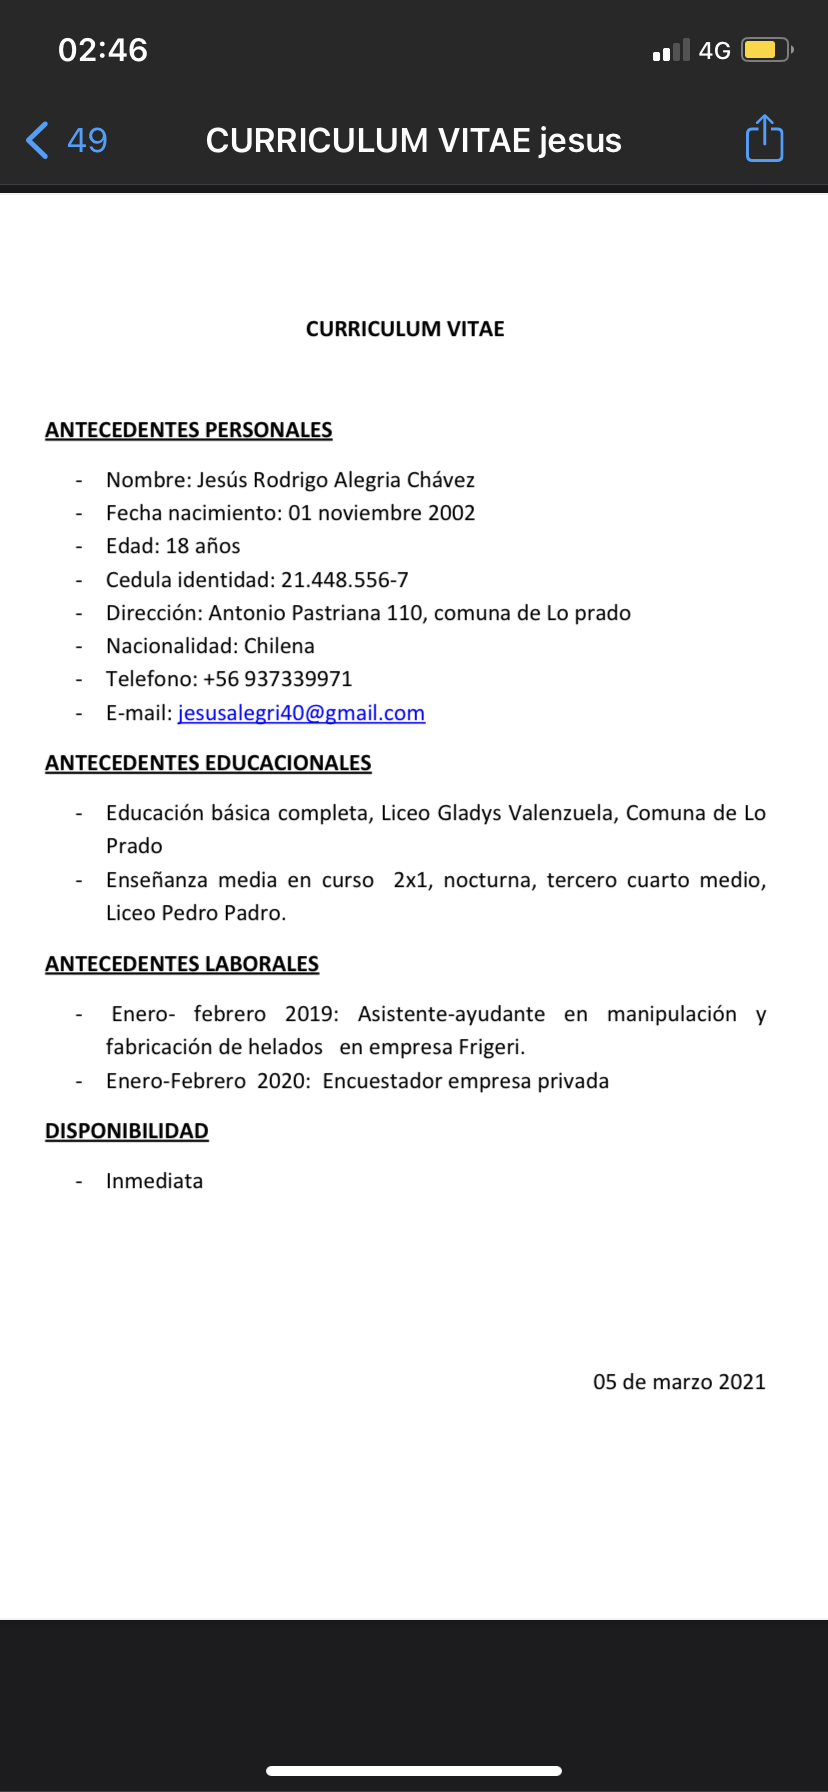 02:46
4G
49
CURRICULUM VITAE jesus
CURRICULUM VITAE
ANTECEDENTES PERSONALES
- Nombre: Jesús Rodrigo Alegria Chávez
- Fecha nacimiento: 01 noviembre 2002
- Edad: 18 años
- Cedula identidad: 21.448.556-7
- Dirección: Antonio Pastriana 110, comuna de Lo prado
- Nacionalidad: Chilena
- Telefono: +56 937339971
- E-mail: jesusalegri40@gmail.com
ANTECEDENTES EDUCACIONALES
- Educación básica completa, Liceo Gladys Valenzuela, Comuna de Lo
Prado
- Enseñanza media en curso 2x1, nocturna, tercero cuarto medio,
Liceo Pedro Padro.
ANTECEDENTES LABORALES
- Enero- febrero 2019: Asistente-ayudante en manipulación y
fabricación de helados en empresa Frigeri.
- Enero-Febrero 2020: Encuestador empresa privada
DISPONIBILIDAD
- Inmediata
05 de marzo 2021